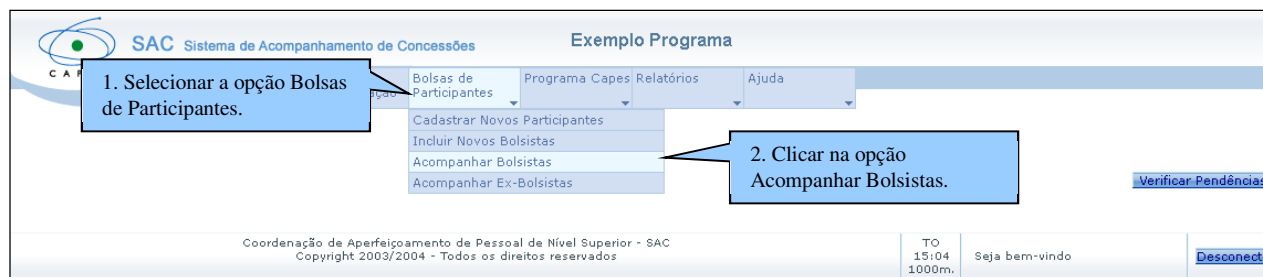 SAC Sistema de Acompanhamento de Concessões
Exemplo Programa
CAP
1. Selecionar a opção Bolsas
de Participantes.
Bolsas de
Participantes
Programa Capes
Relatórios
Ajuda
Cadastrar Novos Participantes
Incluir Novos Bolsistas
Acompanhar Bolsistas
Acompanhar Ex-Bolsistas
2. Clicar na opção
Acompanhar Bolsistas.
Verificar Pendências
Coordenação de Aperfeiçoamento de Pessoal de Nível Superior - SAC
Copyright 2003/2004 - Todos os direitos reservados
TO
15:04
1000m.
Seja bem-vindo
Desconect